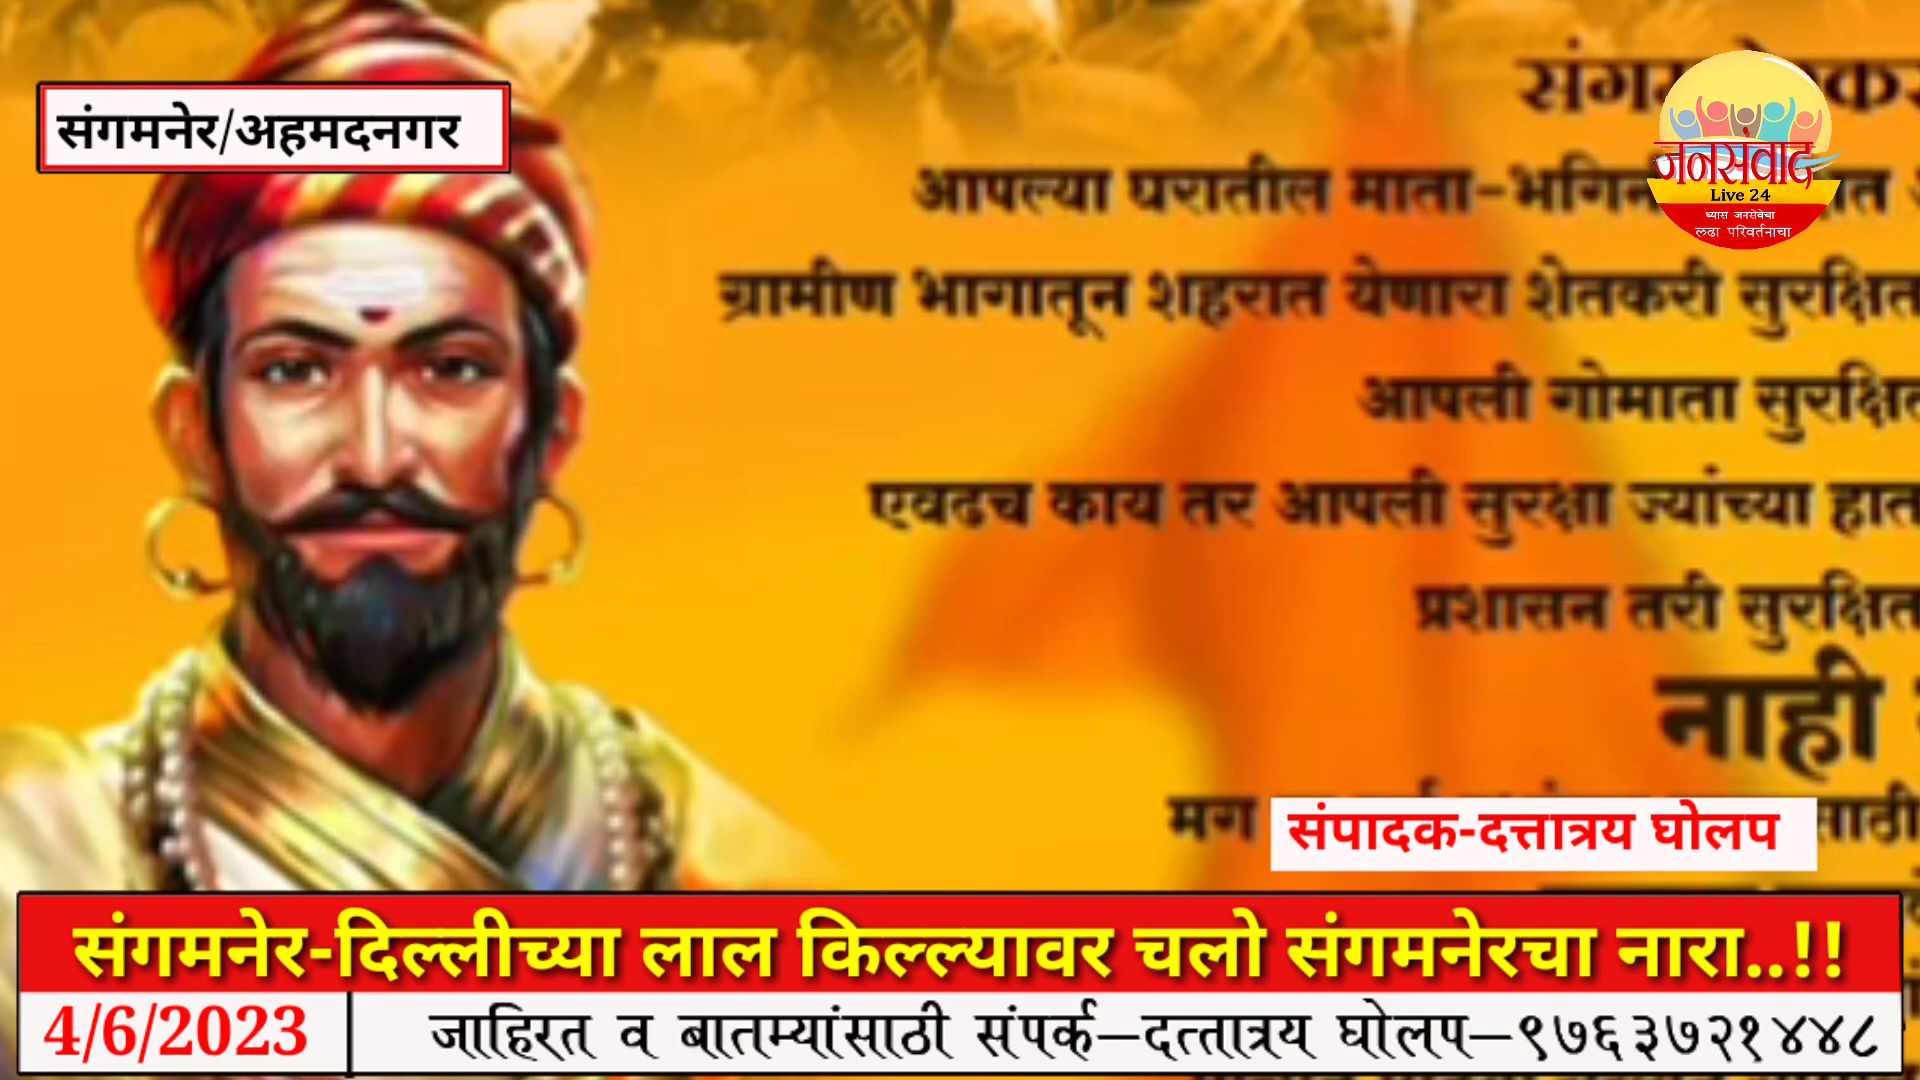 संगमनेर/अहमदनगर
जनसंवाद
Live 24
ध्यास जनसेवेचा
लढा परिवर्तनाचा
आपल्या घरातील माता-भगिनी
ग्रामीण भागातून शहरात येणारा शेतकरी सुरक्षित
आपली गोमाता सुरक्षित
एवढच काय तर आपली सुरक्षा ज्यांच्या हात
प्रशासन तरी सुरक्षित
नाही
मग
संपादक-दत्तात्रय घोलप
संगमनेर-दिल्लीच्या लाल किल्ल्यावर चलो संगमनेरचा नारा..!!
4/6/2023
जाहिरत व बातम्यांसाठी संपर्क–दत्तात्रय घोलप–९७६३७२१४४८